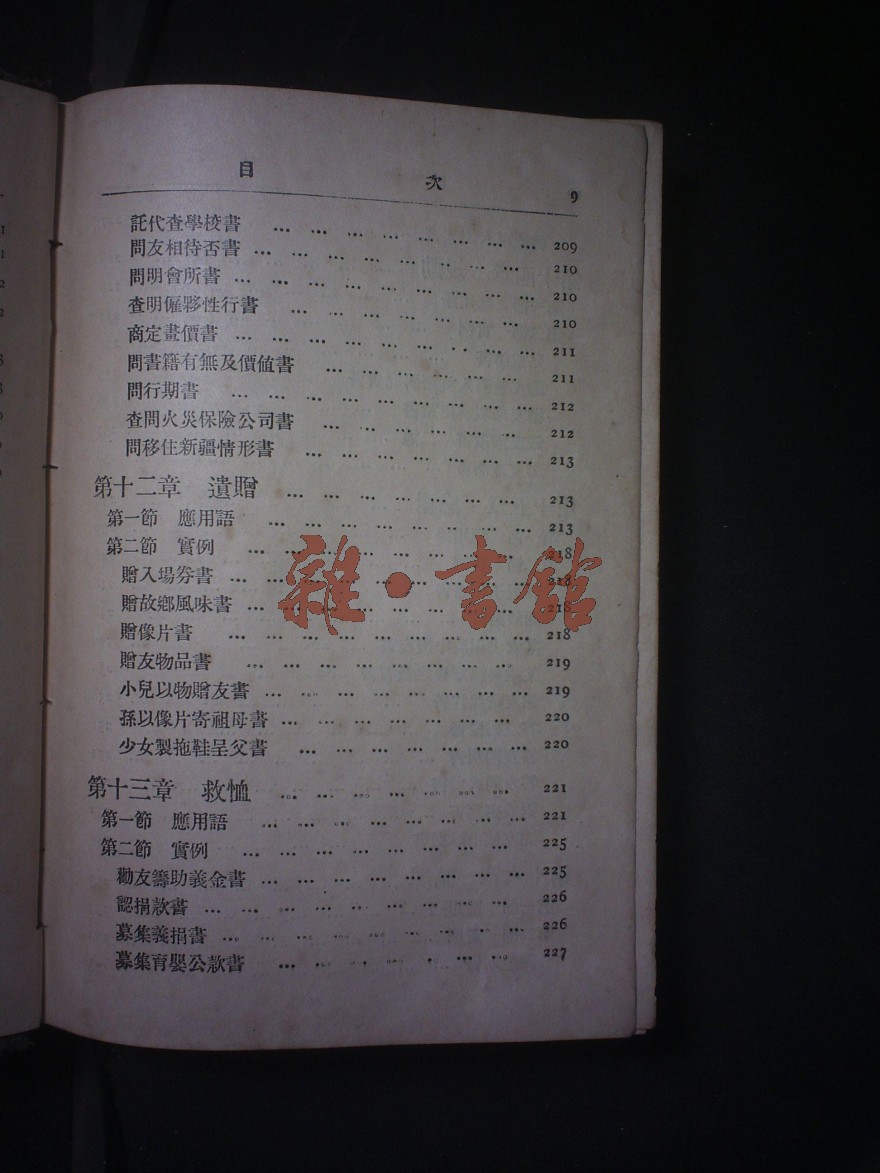 目 次 9
託代查學校書 ... ... ... ... ... ... ... ... 209
問友相待否書 ... ... ... ... ... ... ... ... 210
問明會所書 ... ... ... ... ... ... ... ... ... 210
查明僱夥性行書 ... ... ... ... ... ... ... 210
商定畫價書 ... ... ... ... ... ... ... ... ... 211
問書籍有無及價值書 ... ... ... ... ... ... 211
問行期書 ... ... ... ... ... ... ... ... ... 212
查問火災保險公司書 ... ... ... ... ... ... 212
問移住新疆情形書 ... ... ... ... ... ... ... 213
第十二章 遺贈 ... ... ... ... ... ... ... 213
第一節 應用語 ... ... ... ... ... ... ... ... 213
第二節 實例 ... ... ... ... ... ... ... ... 218
贈入場券書 ... ... ... ... ... ... ... ... 218
贈故鄉風味書 ... ... ... ... ... ... ... ... 218
贈像片書 ... ... ... ... ... ... ... ... ... 218
贈友物品書 ... ... ... ... ... ... ... ... 219
小兒以物贈友書 ... ... ... ... ... ... ... ... 219
孫以像片寄祖母書 ... ... ... ... ... ... ... 220
少女製拖鞋呈父書 ... ... ... ... ... ... ... 220
第十三章 救恤 ... ... ... ... ... ... ... 221
第一節 應用語 ... ... ... ... ... ... ... ... 221
第二節 實例 ... ... ... ... ... ... ... ... 225
勸友籌助義金書 ... ... ... ... ... ... ... ... 225
認捐款書 ... ... ... ... ... ... ... ... ... 226
募集義捐書 ... ... ... ... ... ... ... ... ... 226
募集育嬰公款書 ... ... ... ... ... ... ... 227
雜·書館